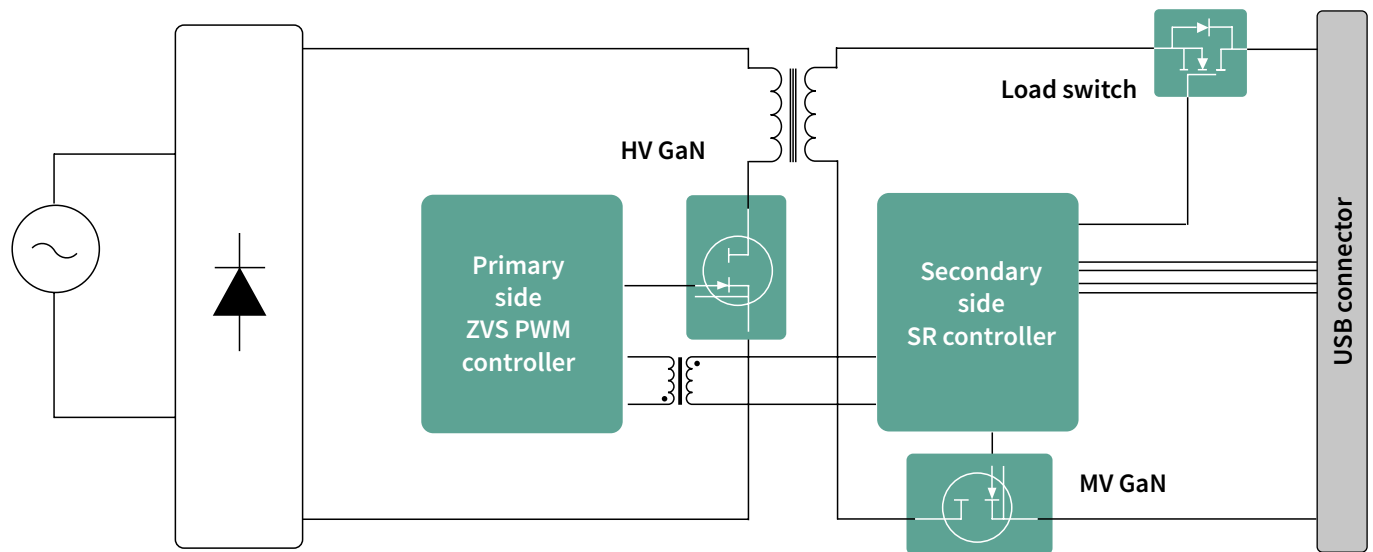 Load switch
HV GaN
Primary
side
ZVS PWM
controller
Secondary
side
SR controller
MV GaN
USB connector